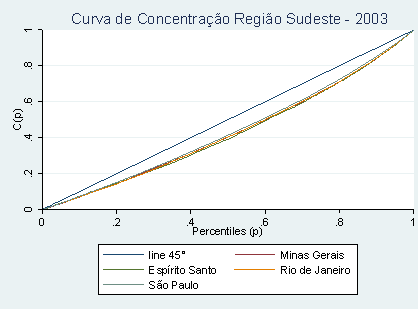 Curva de Concentração Região Sudeste - 2003
C(p)
1
.8
.6
.4
.2
0
0 .2 .4 .6 .8 1
Percentiles (p)
line 45° Minas Gerais
Espírito Santo Rio de Janeiro
São Paulo